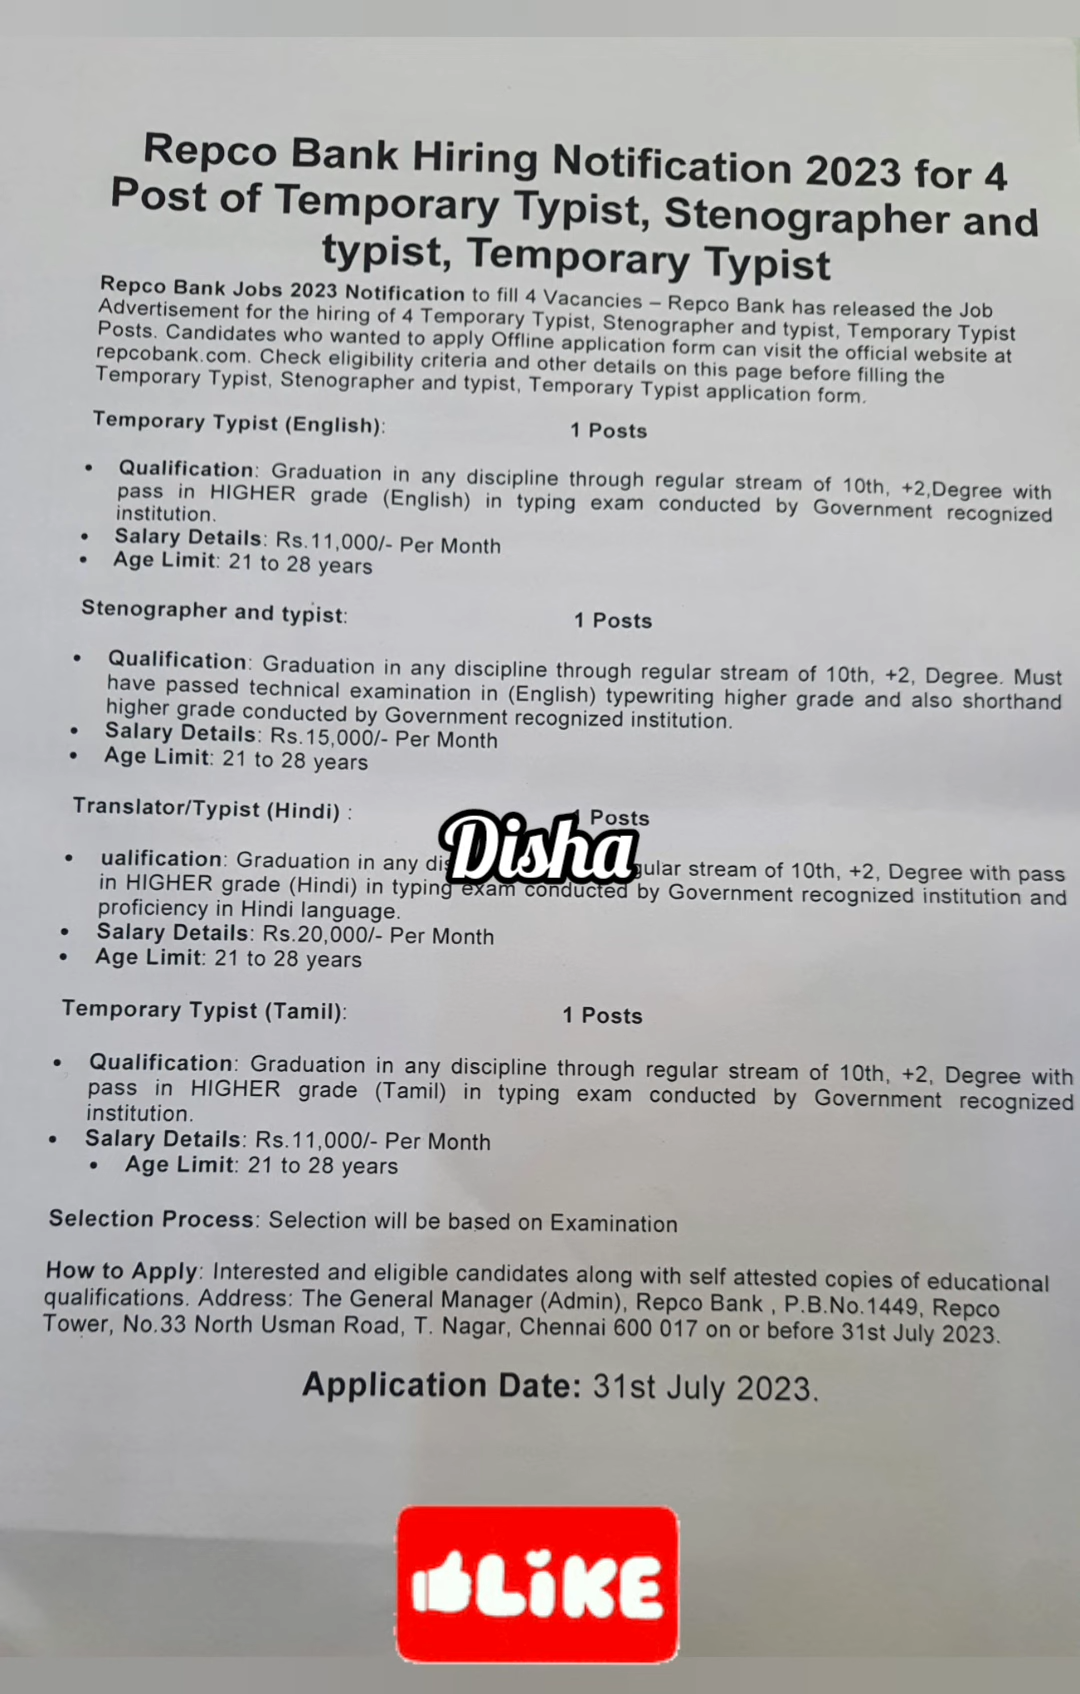 Repco Bank Hiring Notification 2023 for 4
Post of Temporary Typist, Stenographer and
typist, Temporary Typist
Repco Bank Jobs 2023 Notification to fill 4 Vacancies – Repco Bank has released the Job
Advertisement for the hiring of 4 Temporary Typist, Stenographer and typist, Temporary Typist
Posts. Candidates who wanted to apply Offline application form can visit the official website at
repcobank.com. Check eligibility criteria and other details on this page before filling the
Temporary Typist, Stenographer and typist, Temporary Typist application form.
Temporary Typist (English): 1 Posts
• Qualification: Graduation in any discipline through regular stream of 10th, +2,Degree with
pass in HIGHER grade (English) in typing exam conducted by Government recognized
institution.
• Salary Details: Rs.11,000/- Per Month
• Age Limit: 21 to 28 years
Stenographer and typist: 1 Posts
• Qualification: Graduation in any discipline through regular stream of 10th, +2, Degree. Must
have passed technical examination in (English) typewriting higher grade and also shorthand
higher grade conducted by Government recognized institution.
• Salary Details: Rs.15,000/- Per Month
• Age Limit: 21 to 28 years
Translator/Typist (Hindi) : Posts
Disha
• ualification: Graduation in any stream of 10th, +2, Degree with pass
in HIGHER grade (Hindi) in typing exam conducted by Government recognized institution and
proficiency in Hindi language.
• Salary Details: Rs.20,000/- Per Month
• Age Limit: 21 to 28 years
Temporary Typist (Tamil): 1 Posts
• Qualification: Graduation in any discipline through regular stream of 10th, +2, Degree with
pass in HIGHER grade (Tamil) in typing exam conducted by Government recognized
institution.
• Salary Details: Rs.11,000/- Per Month
• Age Limit: 21 to 28 years
Selection Process: Selection will be based on Examination
How to Apply: Interested and eligible candidates along with self attested copies of educational
qualifications. Address: The General Manager (Admin), Repco Bank , P.B.No.1449, Repco
Tower, No.33 North Usman Road, T. Nagar, Chennai 600 017 on or before 31st July 2023.
Application Date: 31st July 2023.
LiKE